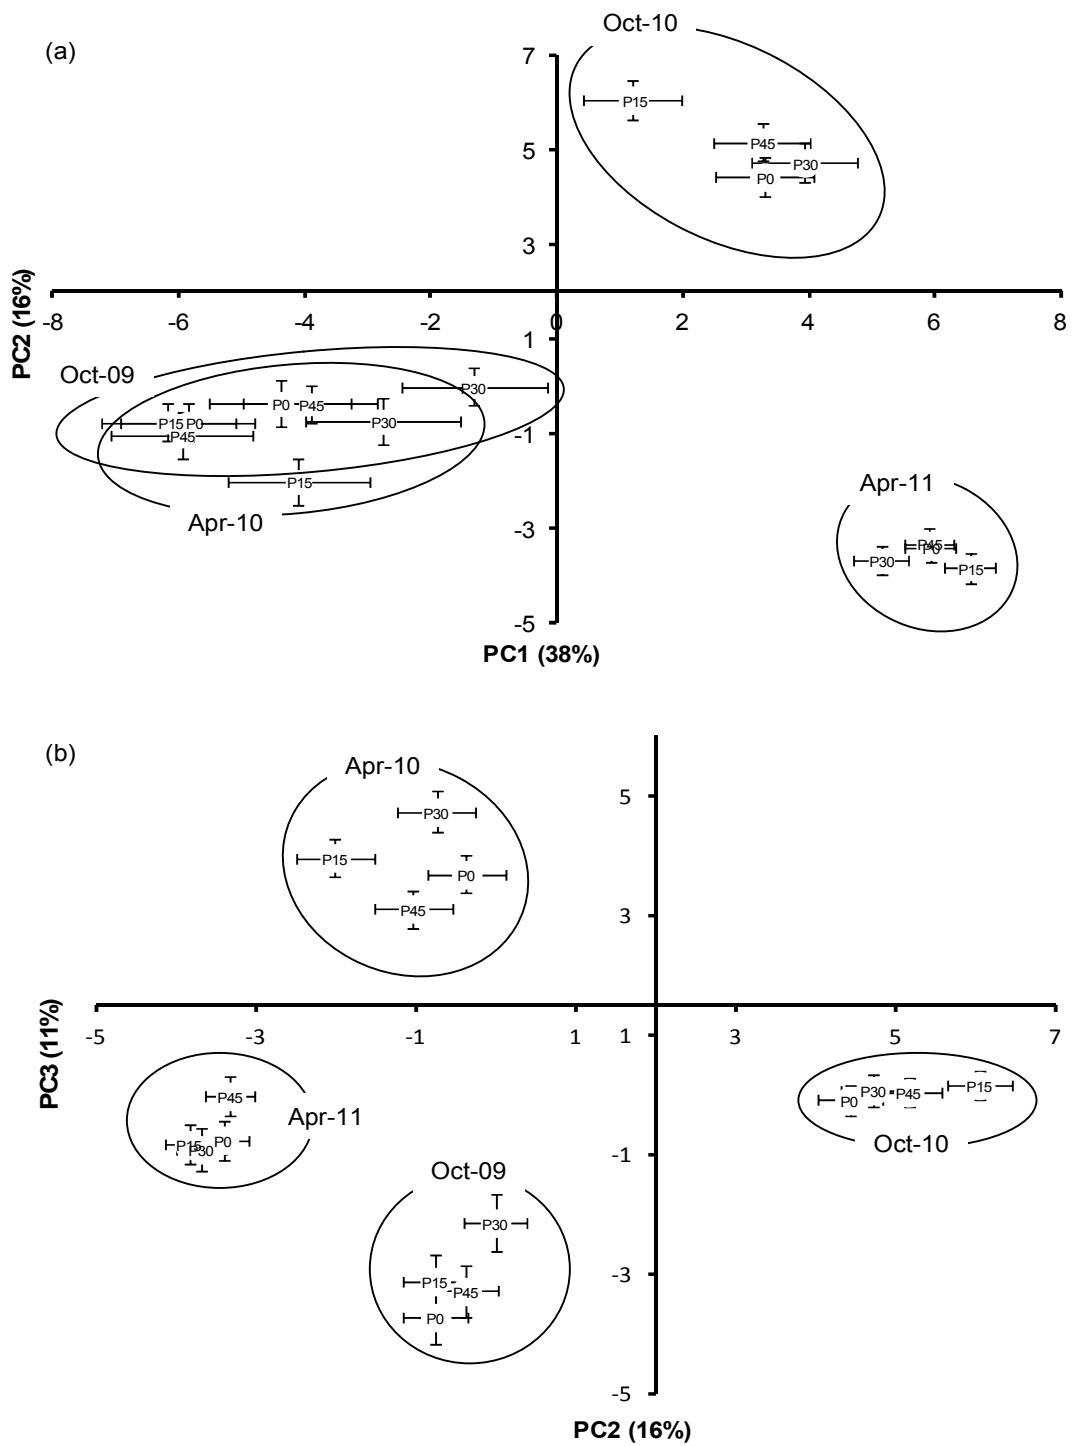 (a)
Oct-10
7
P15
5
P45
P30
P0
3
PC2 (16%)
-8 -6 -4 -2 0 2 4 6 8
1
Oct-09
P30
P0 P45
P15 P0 P30
P45
-1
P15
Apr-10
Apr-11
-3
P45
P0
P30 P15
-5
PC1 (38%)
(b)
Apr-10
5
P30
P15
P0
P45
3
PC3 (11%)
-5 -3 -1 1 3 5 7
1
P45
Apr-11
P15 P0
P30
P0 P30 P45 P15
Oct-10
-1
Oct-09
P30
P15
P45
P0
-3
-5
PC2 (16%)